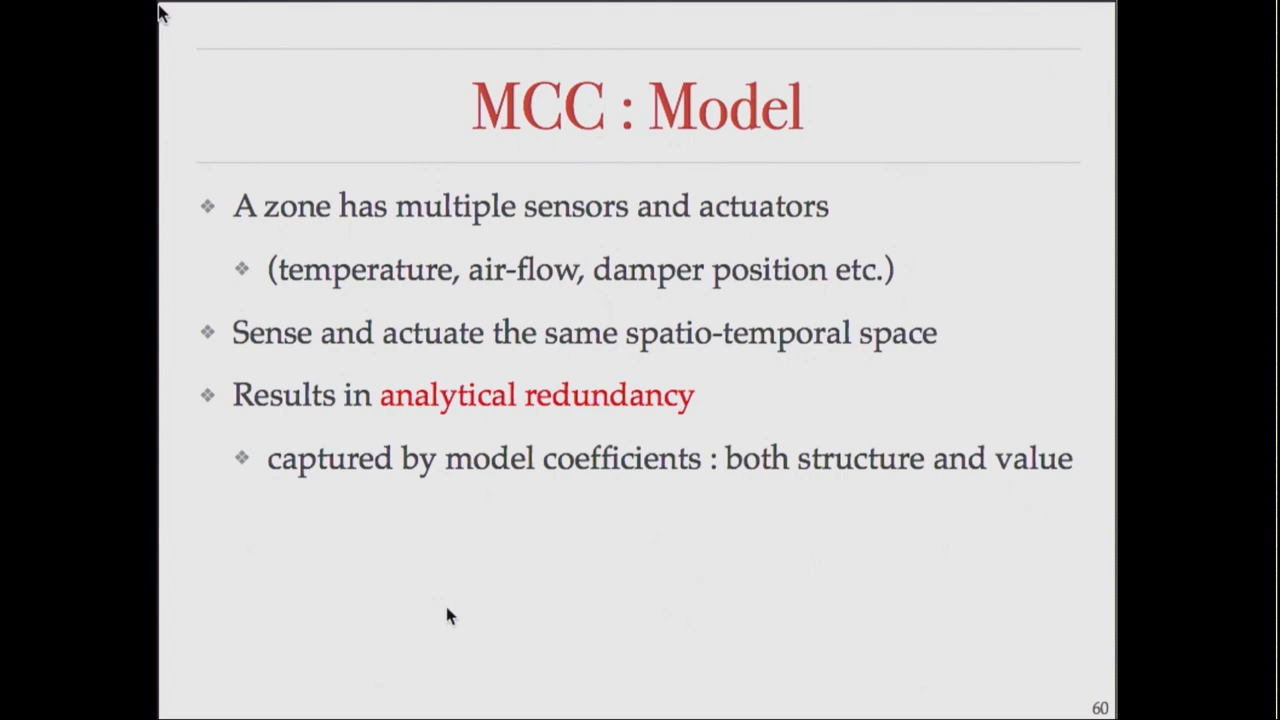 MCC : Model
A zone has multiple sensors and actuators
(temperature, air-flow, damper position etc.)
Sense and actuate the same spatio-temporal space
Results in analytical redundancy
captured by model coefficients : both structure and value
60